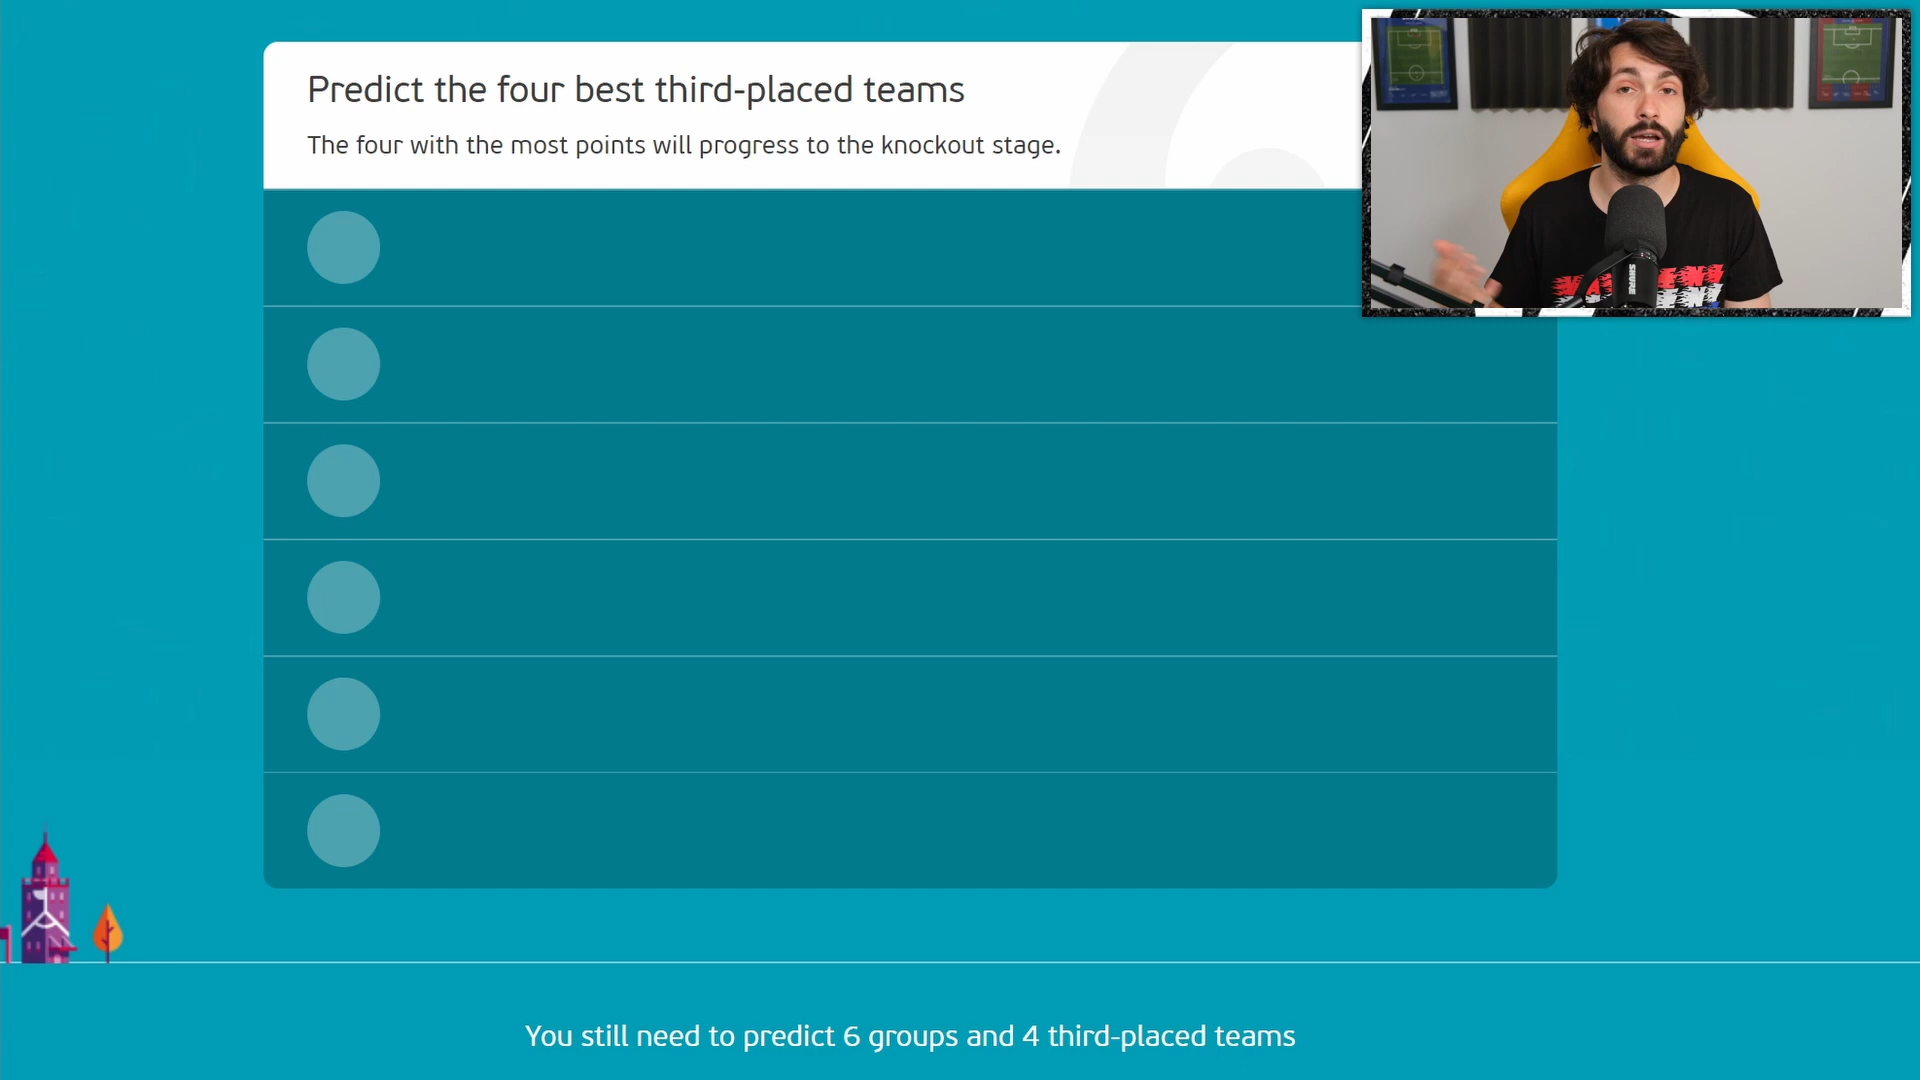 Predict the four best third-placed teams
The four with the most points will progress to the knockout stage.
SHURE
You still need to predict 6 groups and 4 third-placed teams